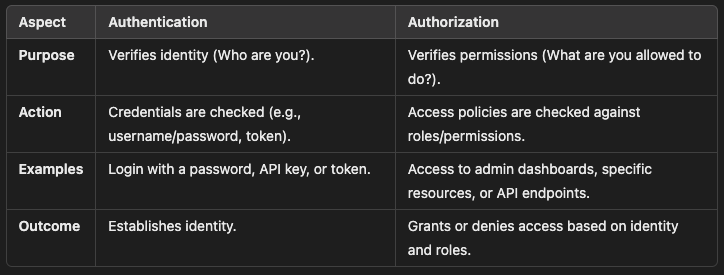 Aspect Authentication Authorization
Purpose Verifies identity (Who are you?). Verifies permissions (What are you allowed to
do?).
Action Credentials are checked (e.g., Access policies are checked against
username/password, token). roles/permissions.
Examples Login with a password, API key, or token. Access to admin dashboards, specific
resources, or API endpoints.
Outcome Establishes identity. Grants or denies access based on identity
and roles.